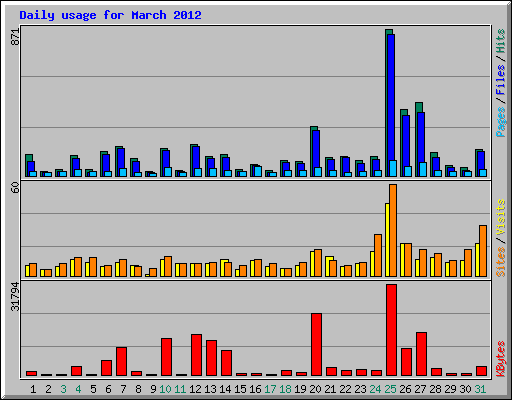 Daily usage for March 2012
871
Pages / Files / Hits
60
Sites / Visits
31794
KBytes
1 2 3 4 5 6 7 8 9 10 11 12 13 14 15 16 17 18 19 20 21 22 23 24 25 26 27 28 29 30 31